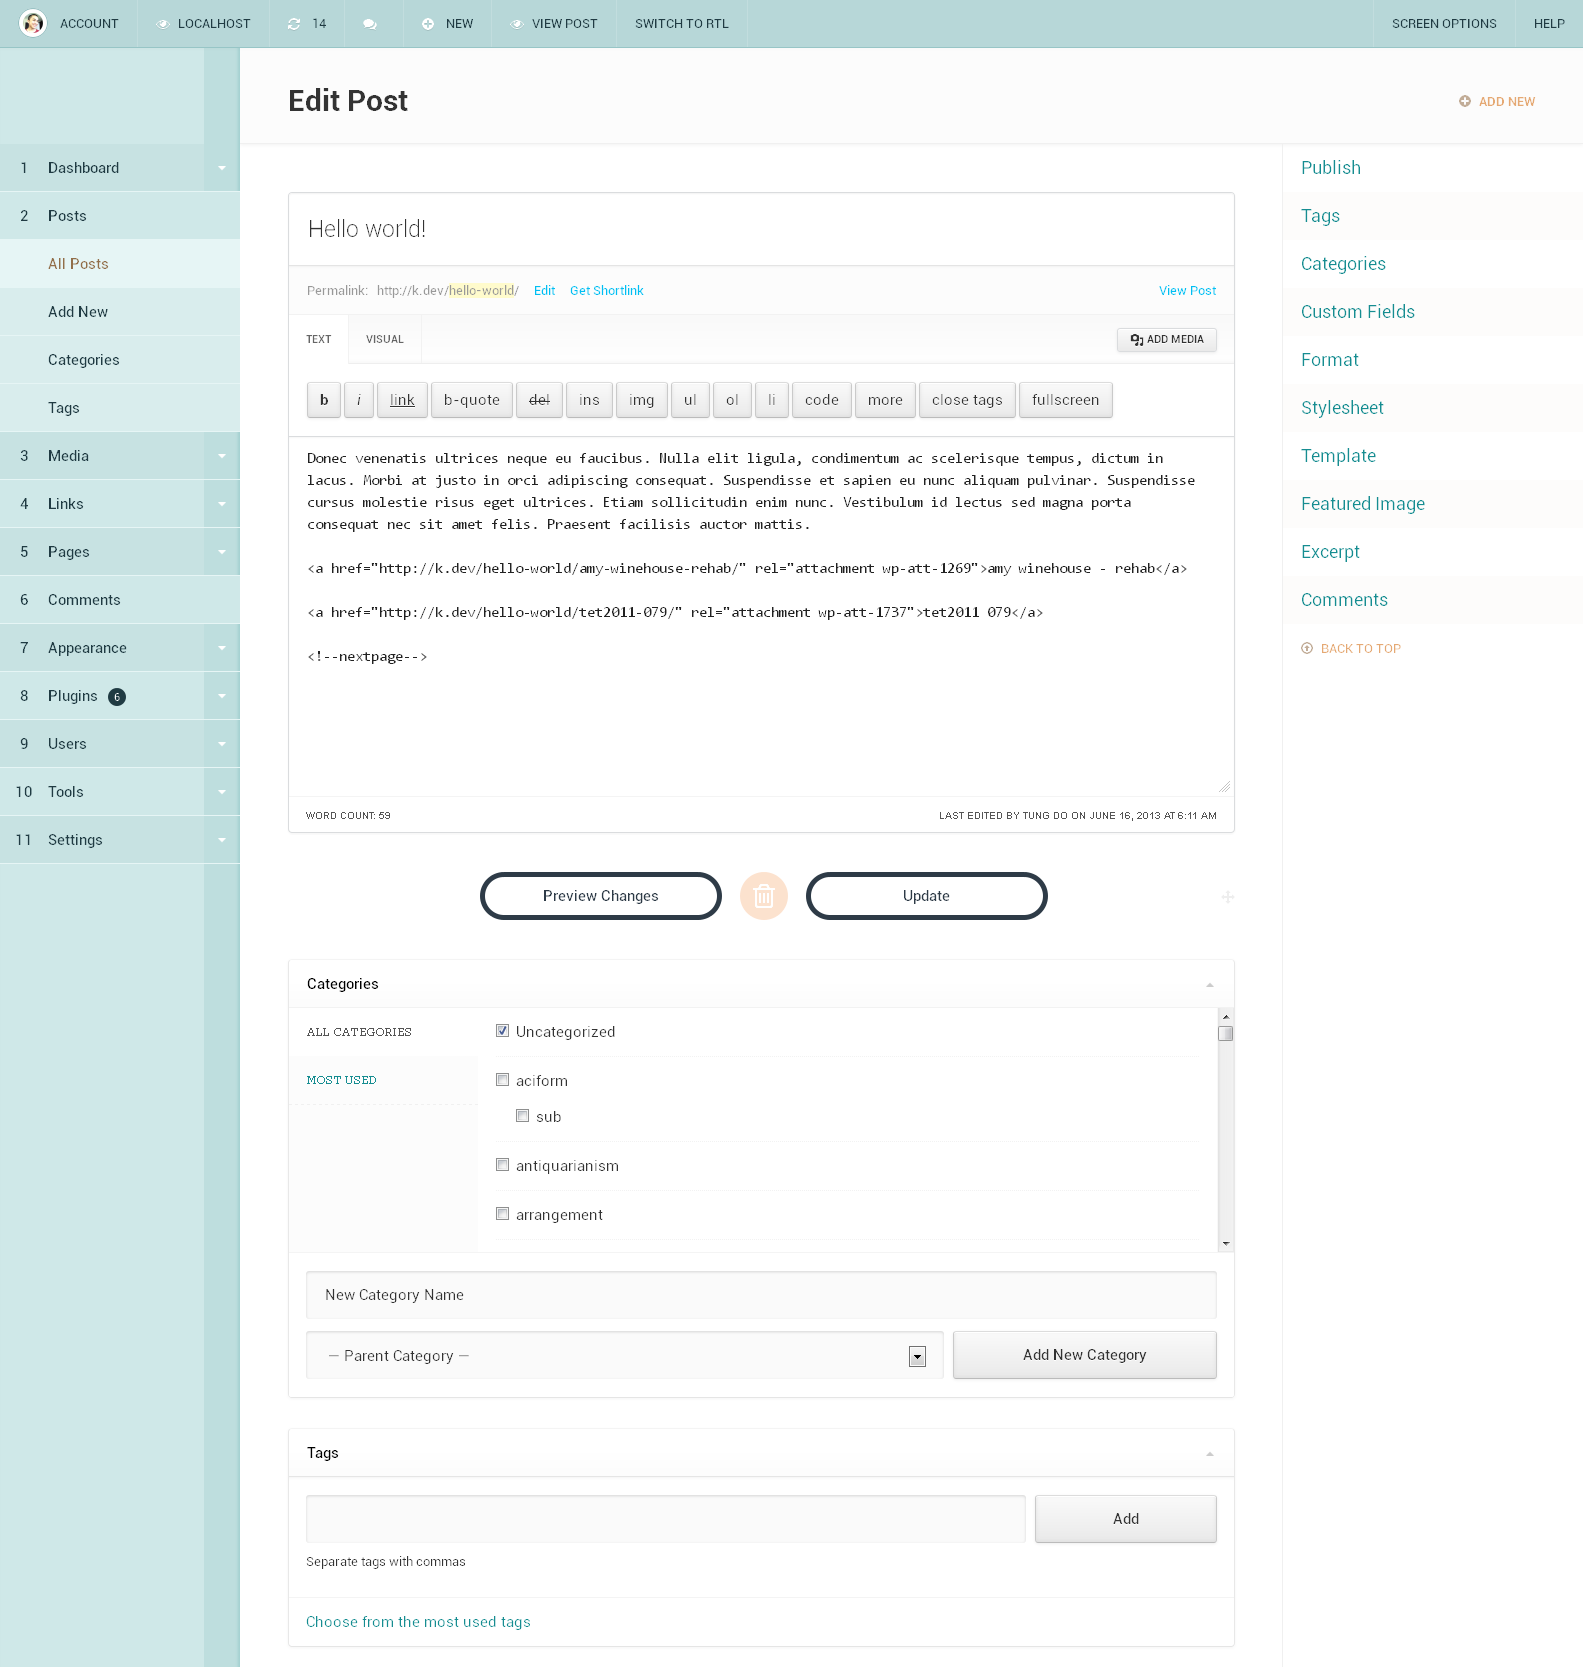 ACCOUNT LOCALHOST 14 NEW VIEW POST SWITCH TO RTL SCREEN OPTIONS HELP
Edit Post
ADD NEW
1 Dashboard
2 Posts
All Posts
Add New
Categories
Tags
3 Media
4 Links
5 Pages
6 Comments
7 Appearance
8 Plugins 6
9 Users
10 Tools
11 Settings
Hello world!
Permalink: http://k.dev/hello-world/ Edit Get Shortlink View Post
TEXT VISUAL ADD MEDIA
b i link b-quote del ins img ul ol li code more close tags fullscreen
Donec venenatis ultrices neque eu faucibus. Nulla elit ligula, condimentum ac scelerisque tempus, dictum in
lacus. Morbi at justo in orci adipiscing consequat. Suspendisse et sapien eu nunc aliquam pulvinar. Suspendisse
cursus molestie risus eget ultrices. Etiam sollicitudin enim nunc. Vestibulum id lectus sed magna porta
consequat nec sit amet felis. Praesent facilisis auctor mattis.
<a href="http://k.dev/hello-world/amy-winehouse-rehab/" rel="attachment wp-att-1269">amy winehouse - rehab</a>
<a href="http://k.dev/hello-world/tet2011-079/" rel="attachment wp-att-1737">tet2011 079</a>
<!--nextpage-->
WORD COUNT: 59 LAST EDITED BY TUNG DO ON JUNE 16, 2013 AT 6:11 AM
Preview Changes Update
Categories
ALL CATEGORIES
MOST USED
Uncategorized
aciform
sub
antiquarianism
arrangement
New Category Name
— Parent Category — Add New Category
Tags
Add
Separate tags with commas
Choose from the most used tags
Publish
Tags
Categories
Custom Fields
Format
Stylesheet
Template
Featured Image
Excerpt
Comments
BACK TO TOP